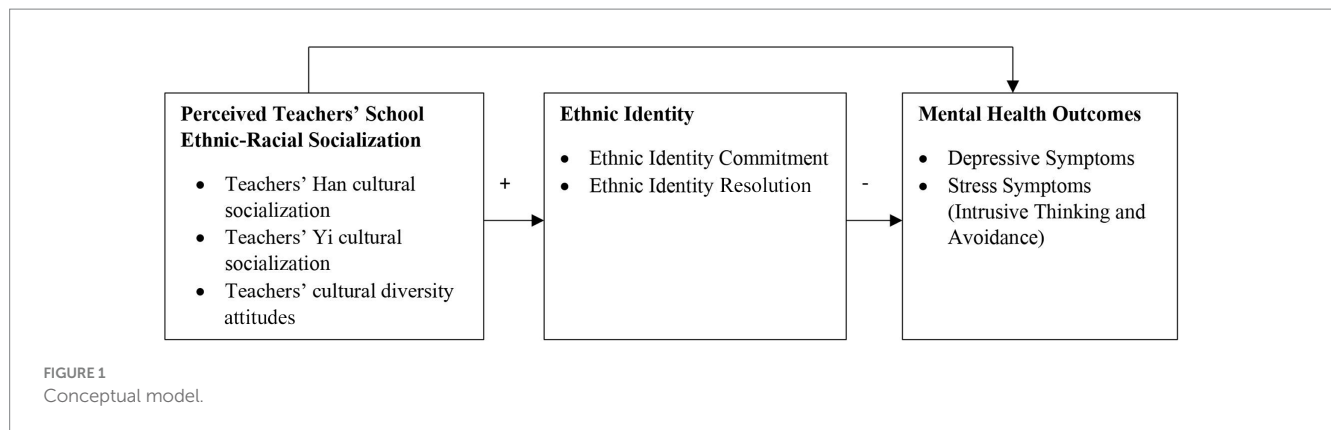 Perceived Teachers’ School
Ethnic-Racial Socialization
• Teachers’ Han cultural
socialization
• Teachers’ Yi cultural
socialization
• Teachers’ cultural diversity
attitudes
+
Ethnic Identity
• Ethnic Identity Commitment
• Ethnic Identity Resolution
-
Mental Health Outcomes
• Depressive Symptoms
• Stress Symptoms
(Intrusive Thinking and
Avoidance)
FIGURE 1
Conceptual model.